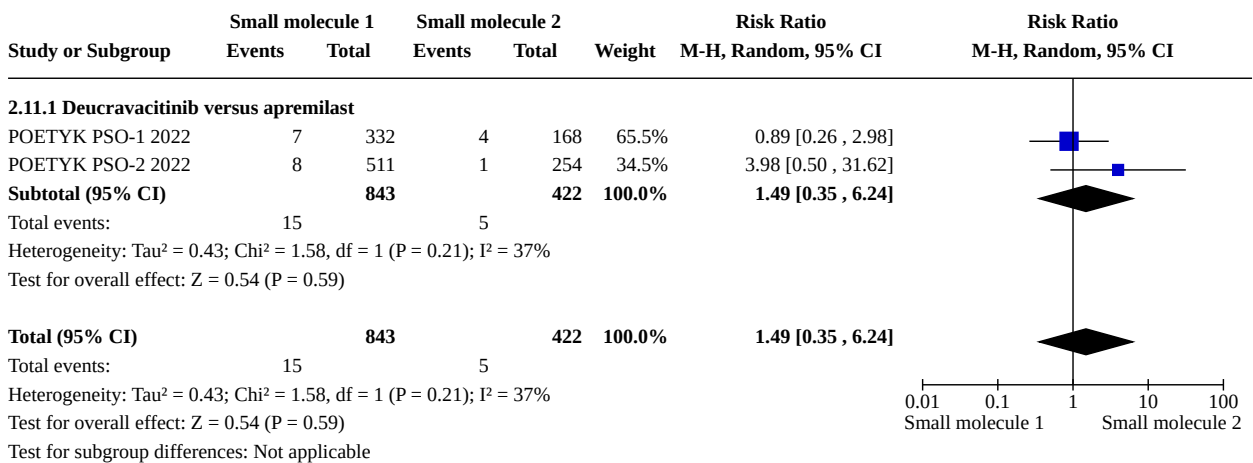 Small molecule 1 Small molecule 2 Risk Ratio Risk Ratio
Study or Subgroup Events Total Events Total Weight M-H, Random, 95% CI M-H, Random, 95% CI
2.11.1 Deucravacitinib versus apremilast
POETYK PSO-1 2022 7 332 4 168 65.5% 0.89 [0.26 , 2.98]
POETYK PSO-2 2022 8 511 1 254 34.5% 3.98 [0.50 , 31.62]
Subtotal (95% CI) 843 422 100.0% 1.49 [0.35 , 6.24]
Total events: 15 5
Heterogeneity: Tau² = 0.43; Chi² = 1.58, df = 1 (P = 0.21); I² = 37%
Test for overall effect: Z = 0.54 (P = 0.59)
Total (95% CI) 843 422 100.0% 1.49 [0.35 , 6.24]
Total events: 15 5
Heterogeneity: Tau² = 0.43; Chi² = 1.58, df = 1 (P = 0.21); I² = 37%
0.01 0.1 1 10 100
Test for overall effect: Z = 0.54 (P = 0.59)
Small molecule 1 Small molecule 2
Test for subgroup differences: Not applicable